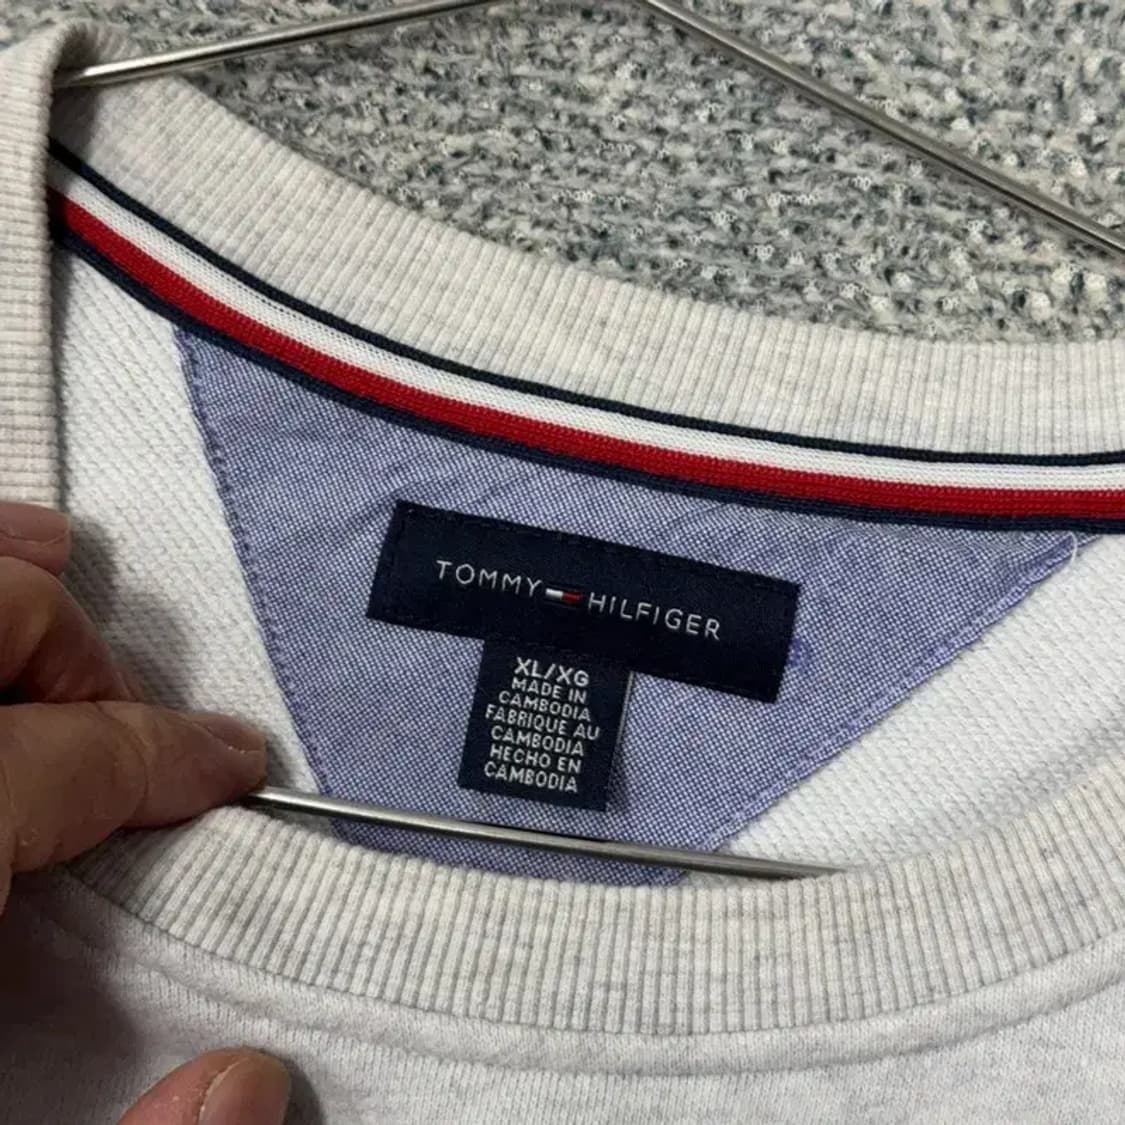 TOMMY HILFIGER
XL/XG
MADE IN
CAMBODIA
FABRIQUE AU
CAMBODIA
HECHO EN
CAMBODIA